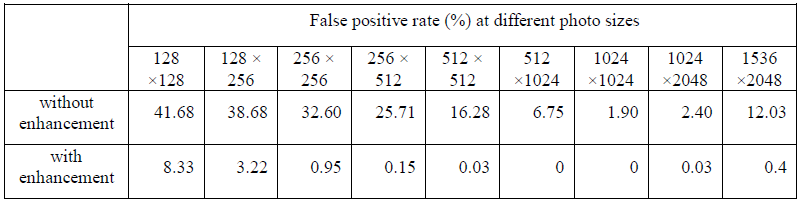 False positive rate (%) at different photo sizes
128 ×128 128 × 256 256 × 256 256 × 512 512 × 512 512 ×1024 1024 ×1024 1024 ×2048 1536 ×2048
without enhancement 41.68 38.68 32.60 25.71 16.28 6.75 1.90 2.40 12.03
with enhancement 8.33 3.22 0.95 0.15 0.03 0 0 0.03 0.4